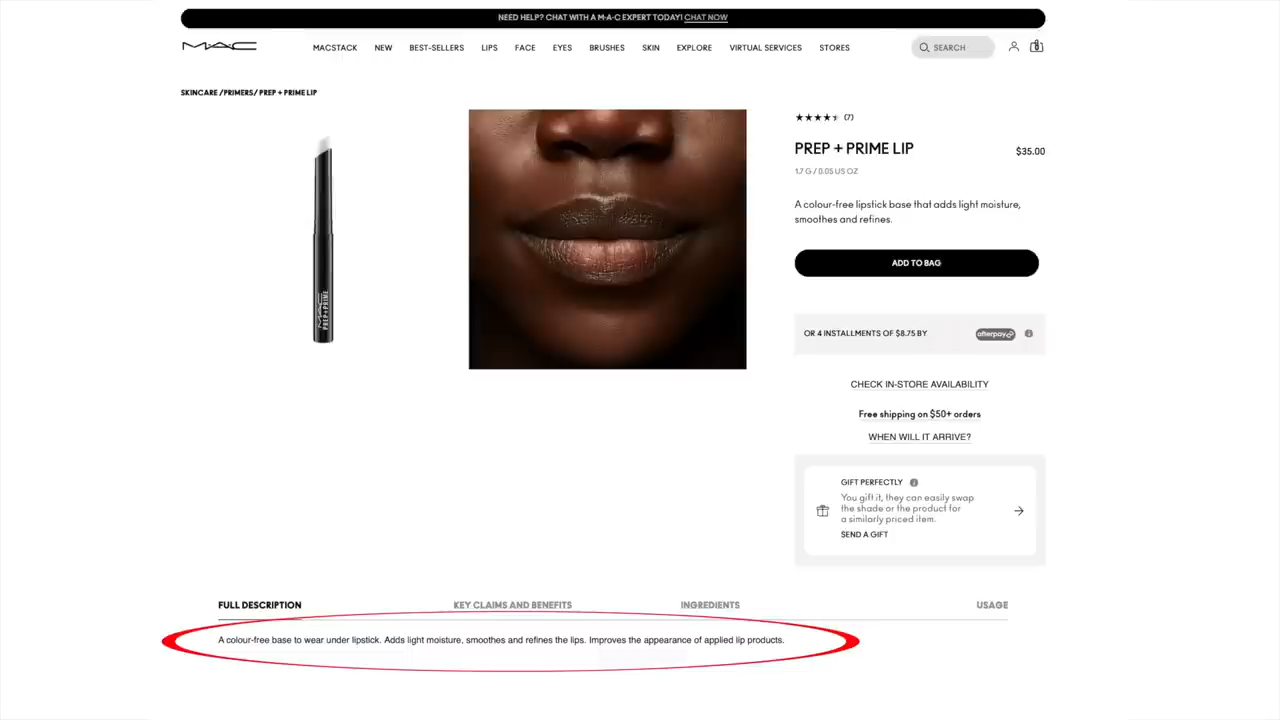 NEED HELP? CHAT WITH A M·A·C EXPERT TODAY! CHAT NOW
MAC
MACSTACK NEW BEST-SELLERS LIPS FACE EYES BRUSHES SKIN EXPLORE VIRTUAL SERVICES STORES
SEARCH
SKINCARE /PRIMERS/ PREP + PRIME LIP
MAC
PREP+PRIME
(7)
PREP + PRIME LIP
$35.00
1.7 G / 0.05 US OZ
A colour-free lipstick base that adds light moisture,
smoothes and refines.
ADD TO BAG
OR 4 INSTALLMENTS OF $8.75 BY
afterpay
CHECK IN-STORE AVAILABILITY
Free shipping on $50+ orders
WHEN WILL IT ARRIVE?
GIFT PERFECTLY
You gift it, they can easily swap
the shade or the product for
a similarly priced item.
SEND A GIFT
FULL DESCRIPTION KEY CLAIMS AND BENEFITS INGREDIENTS USAGE
A colour-free base to wear under lipstick. Adds light moisture, smoothes and refines the lips. Improves the appearance of applied lip products.